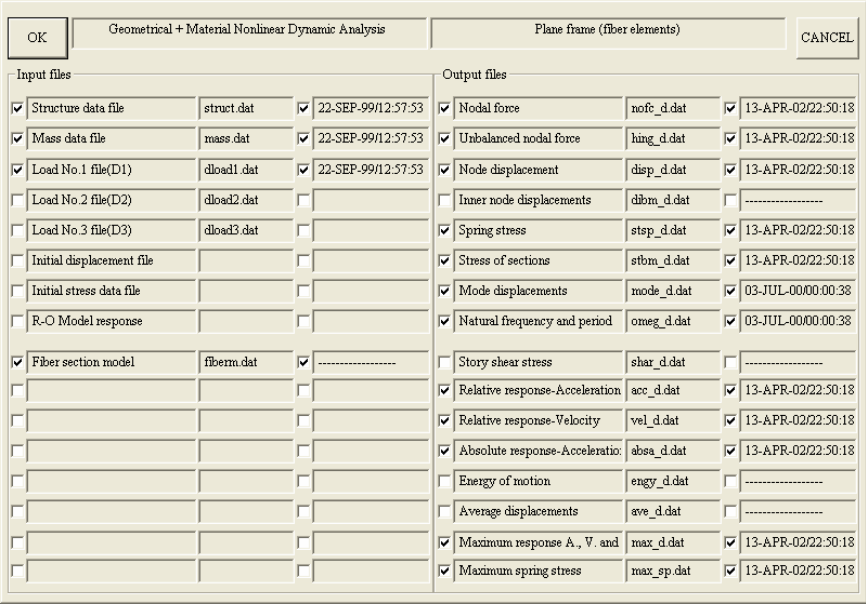 OK
Geometrical + Material Nonlinear Dynamic Analysis
Plane frame (fiber elements)
CANCEL
Input files
Structure data file struct.dat 22-SEP-99/12:57:53
Mass data file mass.dat 22-SEP-99/12:57:53
Load No.1 file(D1) dload1.dat 22-SEP-99/12:57:53
Load No.2 file(D2) dload2.dat
Load No.3 file(D3) dload3.dat
Initial displacement file
Initial stress data file
R-O Model response
Fiber section model fiberm.dat ------------------
Output files
Nodal force nofc_d.dat 13-APR-02/22:50:18
Unbalanced nodal force hing_d.dat 13-APR-02/22:50:18
Node displacement disp_d.dat 13-APR-02/22:50:18
Inner node displacements dibm_d.dat ------------------
Spring stress stsp_d.dat 13-APR-02/22:50:18
Stress of sections stbm_d.dat 13-APR-02/22:50:18
Mode displacements mode_d.dat 03-JUL-00/00:00:38
Natural frequency and period omeg_d.dat 03-JUL-00/00:00:38
Story shear stress shar_d.dat ------------------
Relative response-Acceleration acc_d.dat 13-APR-02/22:50:18
Relative response-Velocity vel_d.dat 13-APR-02/22:50:18
Absolute response-Acceleratio: absa_d.dat 13-APR-02/22:50:18
Energy of motion engy_d.dat ------------------
Average displacements ave_d.dat ------------------
Maximum response A., V. and max_d.dat 13-APR-02/22:50:18
Maximum spring stress max_sp.dat 13-APR-02/22:50:18